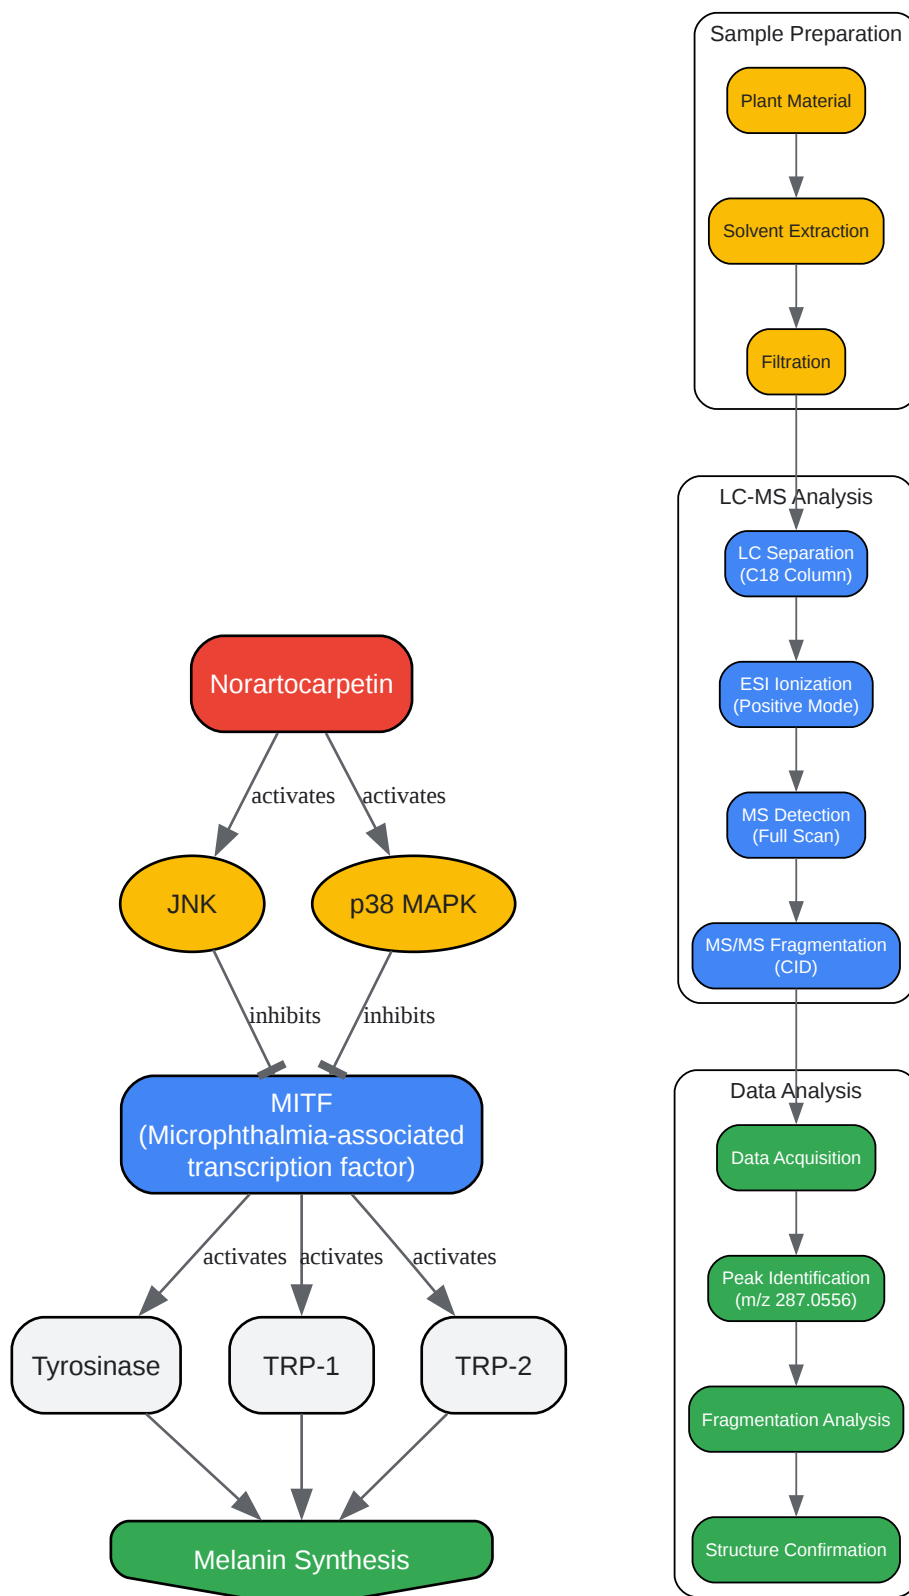 Norartocarpetin
activates
activates
JNK
p38 MAPK
inhibits
inhibits
MITF
(Microphthalmia-associated
transcription factor)
activates
activates
activates
Tyrosinase
TRP-1
TRP-2
Melanin Synthesis
Sample Preparation
Plant Material
Solvent Extraction
Filtration
LC-MS Analysis
LC Separation
(C18 Column)
ESI Ionization
(Positive Mode)
MS Detection
(Full Scan)
MS/MS Fragmentation
(CID)
Data Analysis
Data Acquisition
Peak Identification
(m/z 287.0556)
Fragmentation Analysis
Structure Confirmation